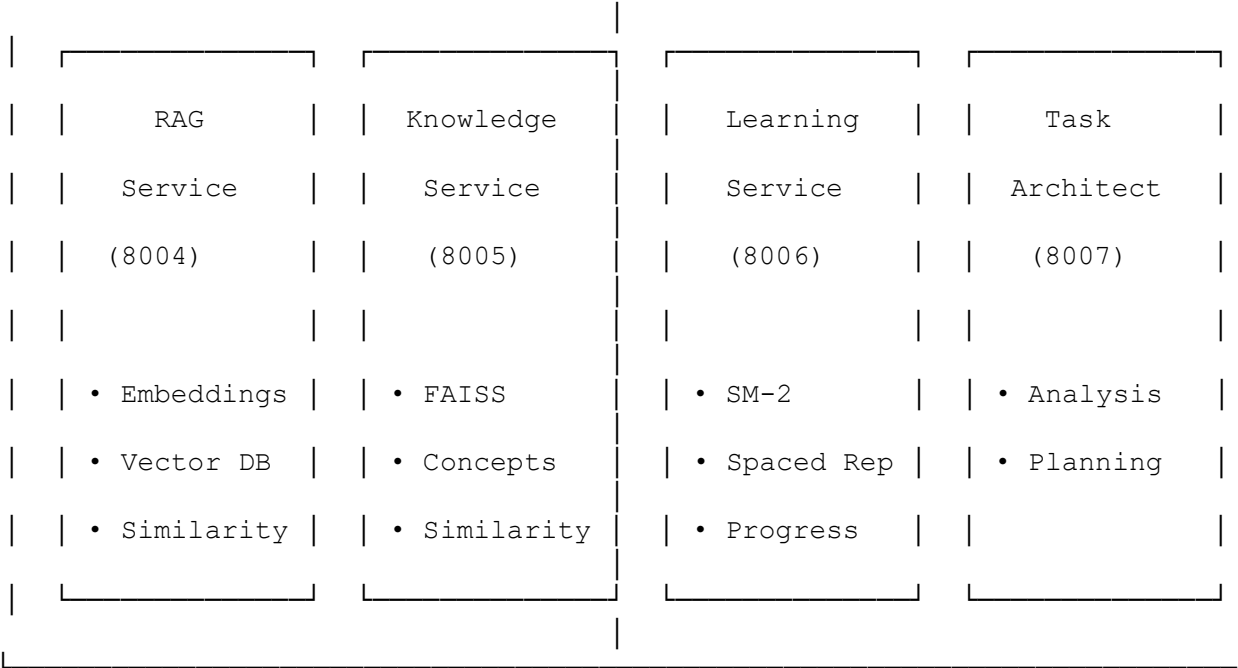 RAG Knowledge Learning Task
Service Service Service Architect
(8004) (8005) (8006) (8007)
• Embeddings • FAISS • SM-2 • Analysis
• Vector DB • Concepts • Spaced Rep • Planning
• Similarity • Similarity • Progress